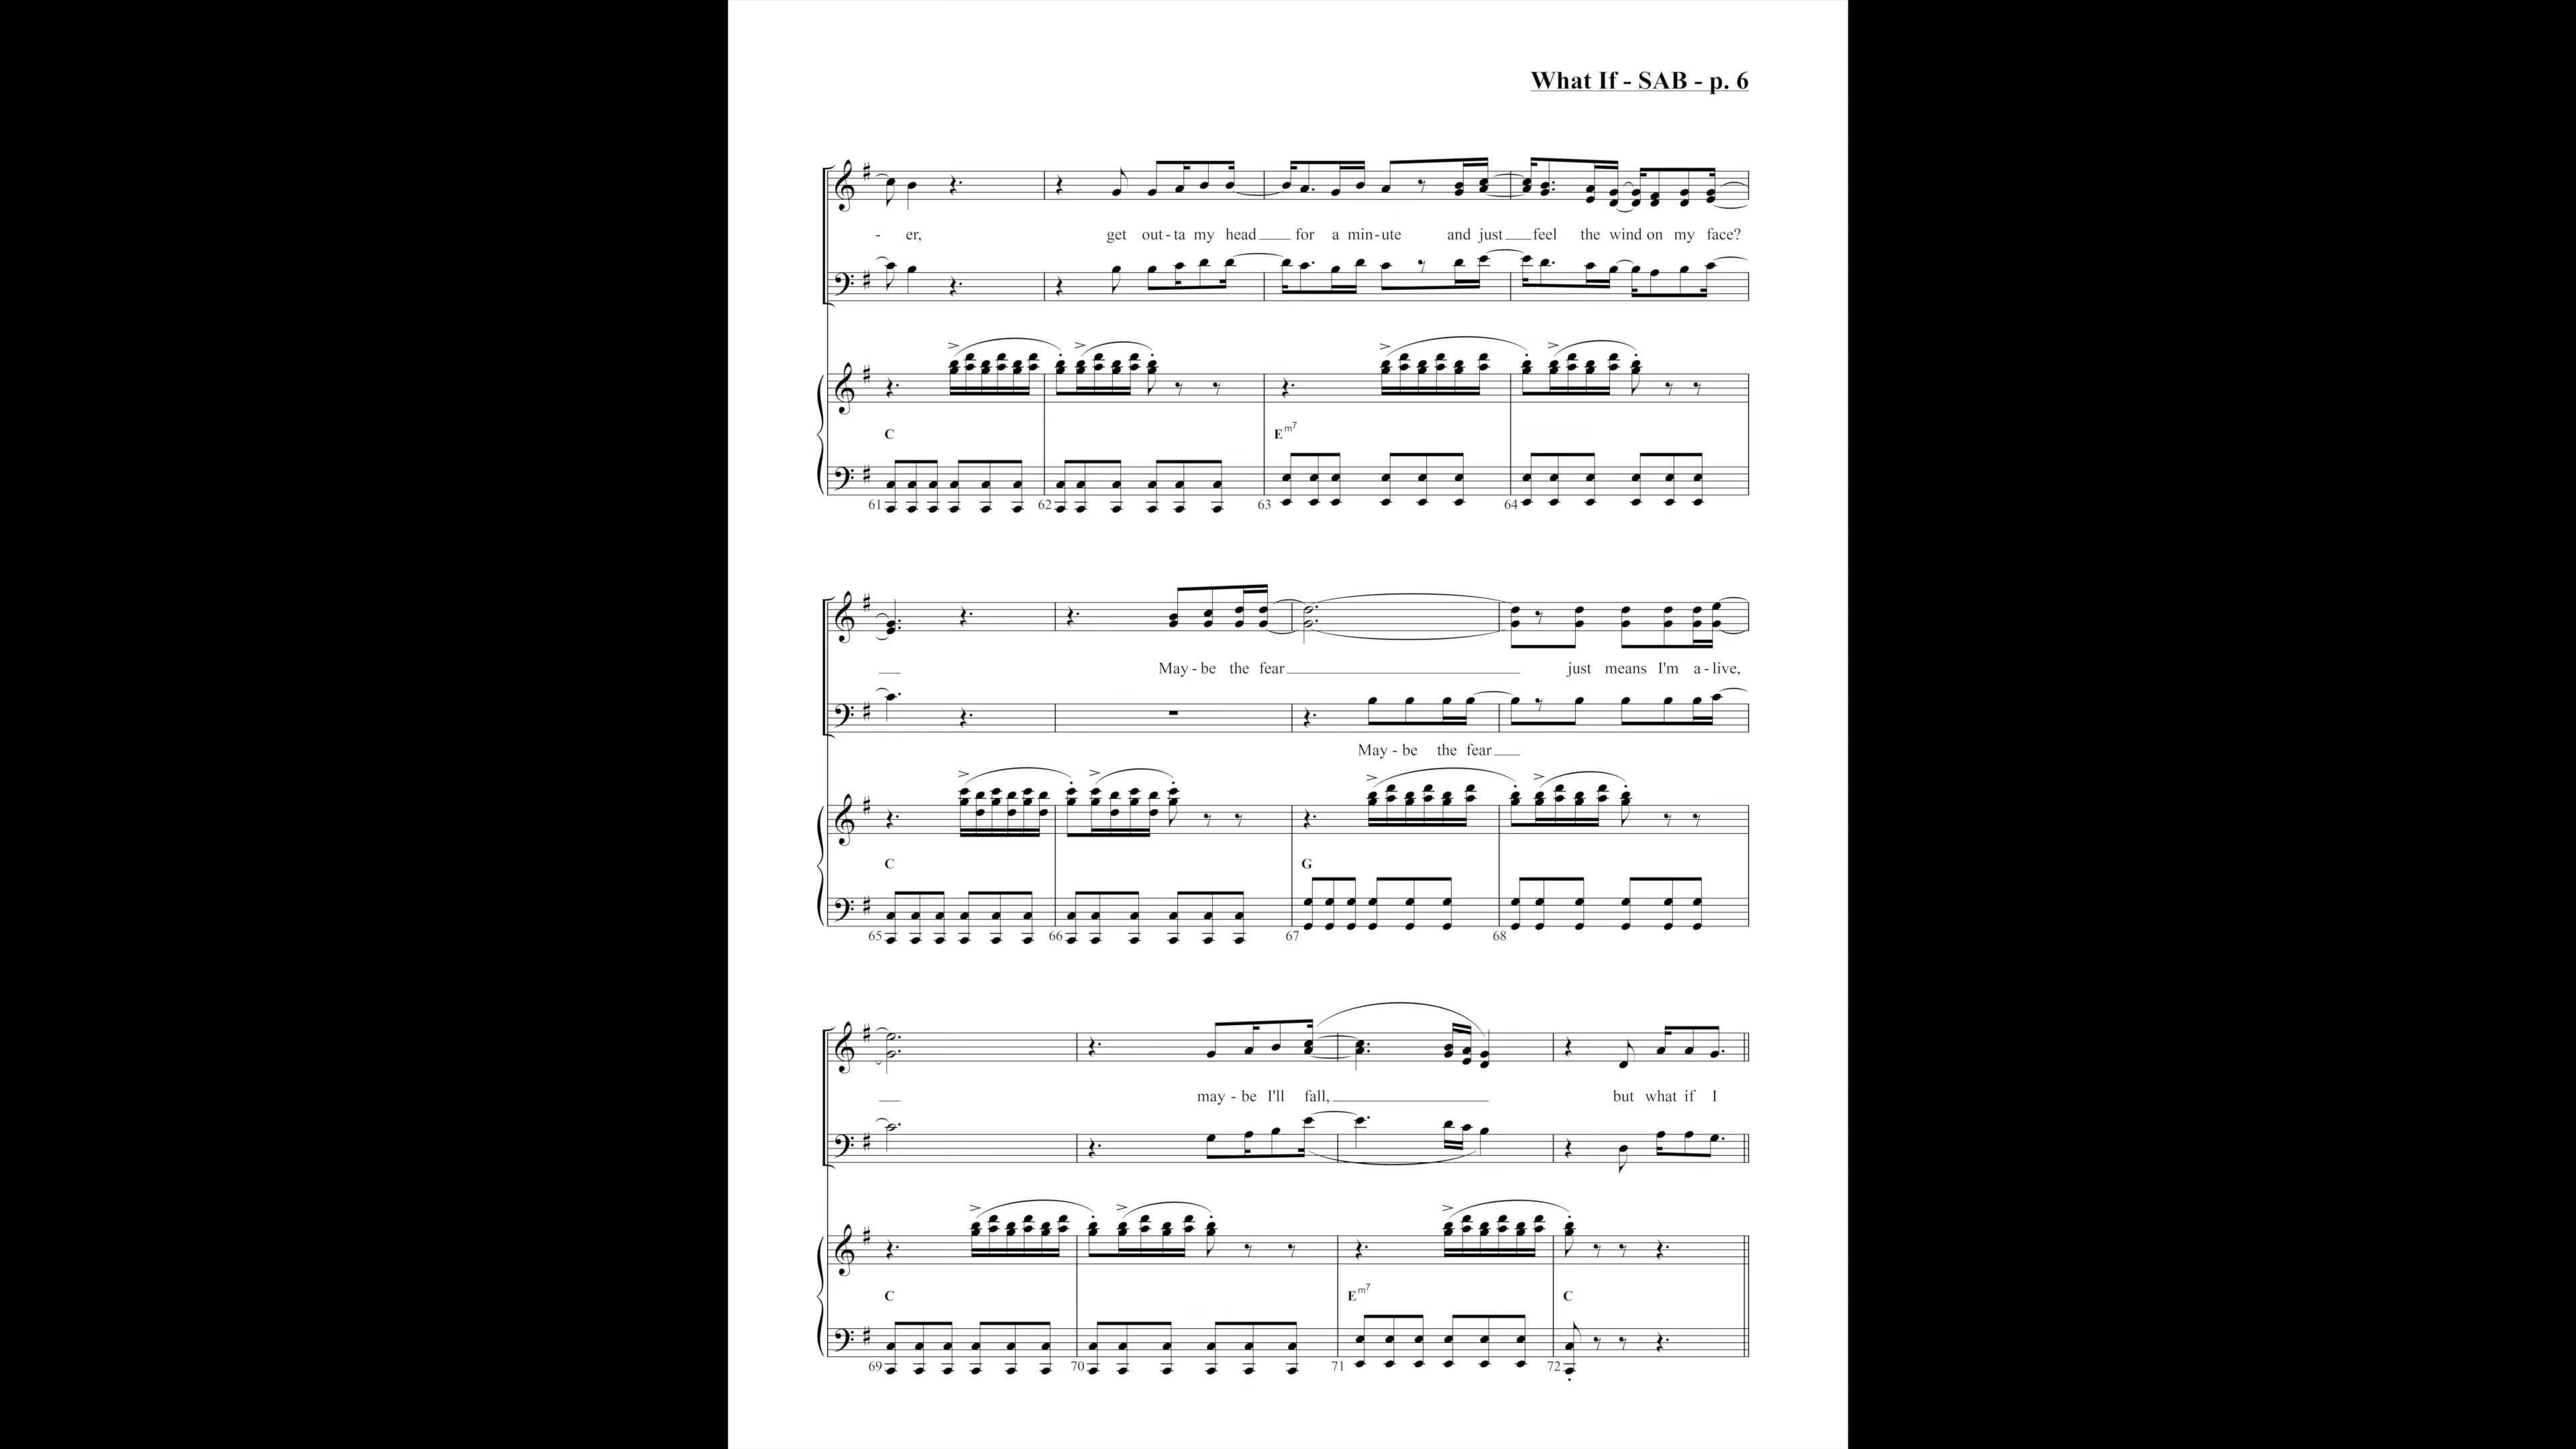 What If - SAB - p. 6
- er, get out - ta my head for a min - ute and just feel the wind on my face?
C Em7
61 62 63 64
May - be the fear just means I'm a - live,
May - be the fear
C G
65 66 67 68
may - be I'll fall, but what if I
C Em7 C
69 70 71 72